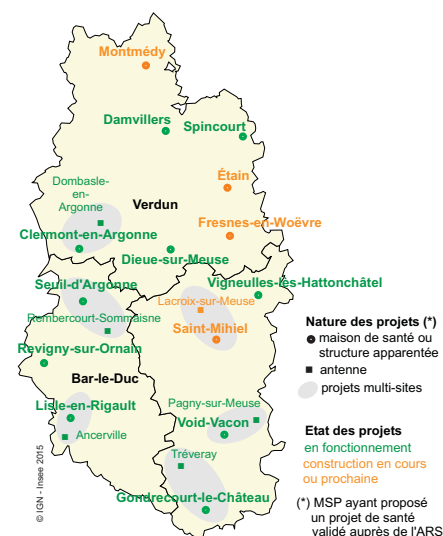 Montmédy
Damvillers
Spincourt
Étain
Dombasle-
en-
Argonne
Verdun
Fresnes-en-Woëvre
Clermont-en-Argonne
Dieue-sur-Meuse
Seuil-d'Argonne
Vigneulles-lès-Hattonchâtel
Lacroix-sur-Meuse
Rembercourt-Sommaisne
Saint-Mihiel
Revigny-sur-Ornain
Bar-le-Duc
Pagny-sur-Meuse
Lisle-en-Rigault
Void-Vacon
Ancerville
Tréveray
Gondrecourt-le-Château
Nature des projets (*)
maison de santé ou
structure apparentée
antenne
projets multi-sites
Etat des projets
en fonctionnement
construction en cours
ou prochaine
(*) MSP ayant proposé
un projet de santé
validé auprès de l'ARS
© IGN - Insee 2015